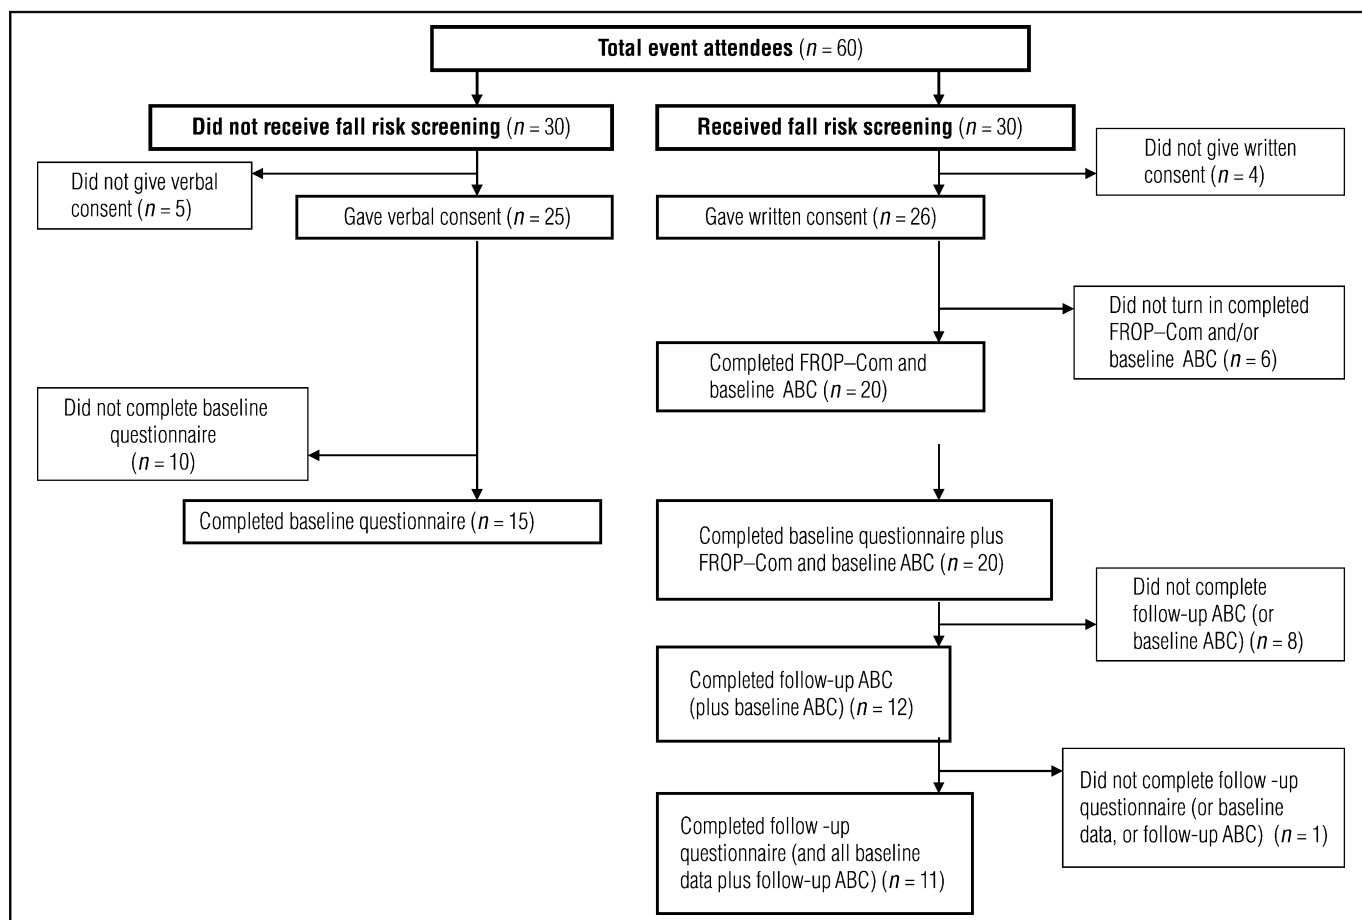 Total event attendees (n = 60)
Did not receive fall risk screening (n = 30)
Received fall risk screening (n = 30)
Did not give verbal
consent (n = 5)
Did not give written
consent (n = 4)
Gave verbal consent (n = 25)
Gave written consent (n = 26)
Did not turn in completed
FROP–Com and/or
baseline ABC (n = 6)
Completed FROP–Com and
baseline ABC (n = 20)
Did not complete baseline
questionnaire
(n = 10)
Completed baseline questionnaire (n = 15)
Completed baseline questionnaire plus
FROP–Com and baseline ABC (n = 20)
Did not complete
follow-up ABC (or
baseline ABC) (n = 8)
Completed follow-up ABC
(plus baseline ABC) (n = 12)
Did not complete follow -up
questionnaire (or baseline
data, or follow-up ABC) (n = 1)
Completed follow -up
questionnaire (and all baseline
data plus follow-up ABC) (n = 11)